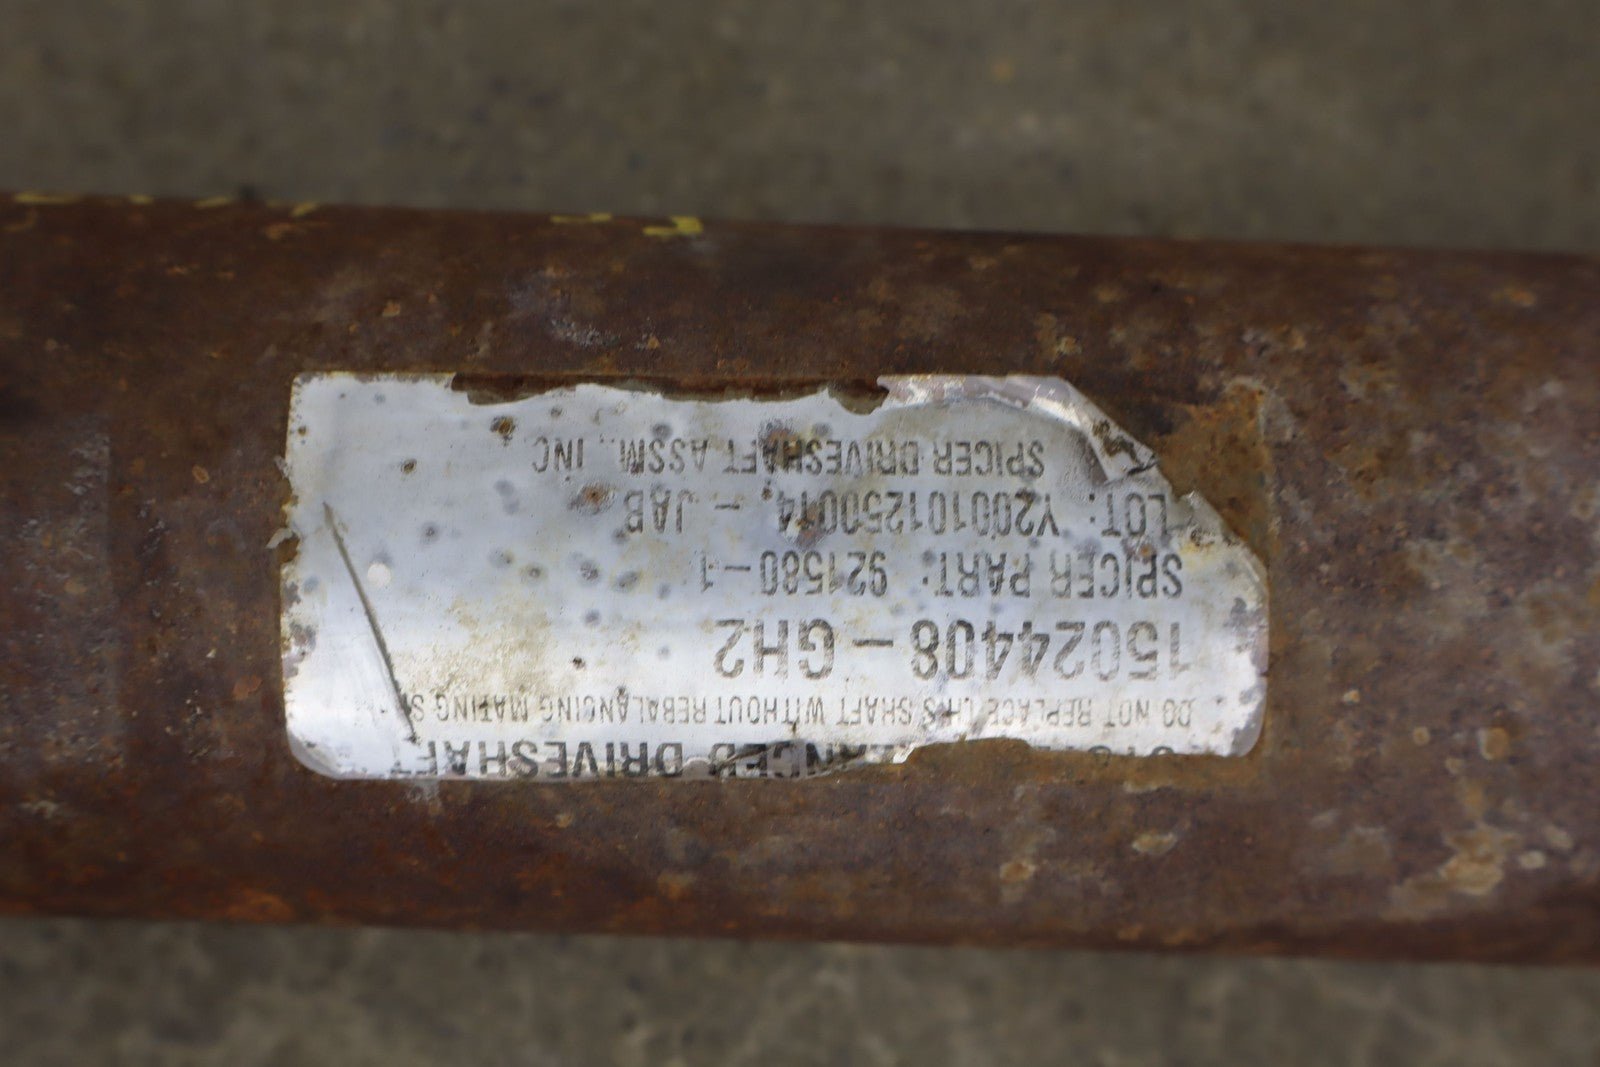 DRIVESHAFT
DO NOT REPLACE THIS SHAFT WITHOUT REBALANCING MATING
15024408-GH2
SPICER PART: 921580-1
LOT: Y20010125001A - JAB
SPICER DRIVESHAFT ASSM., INC